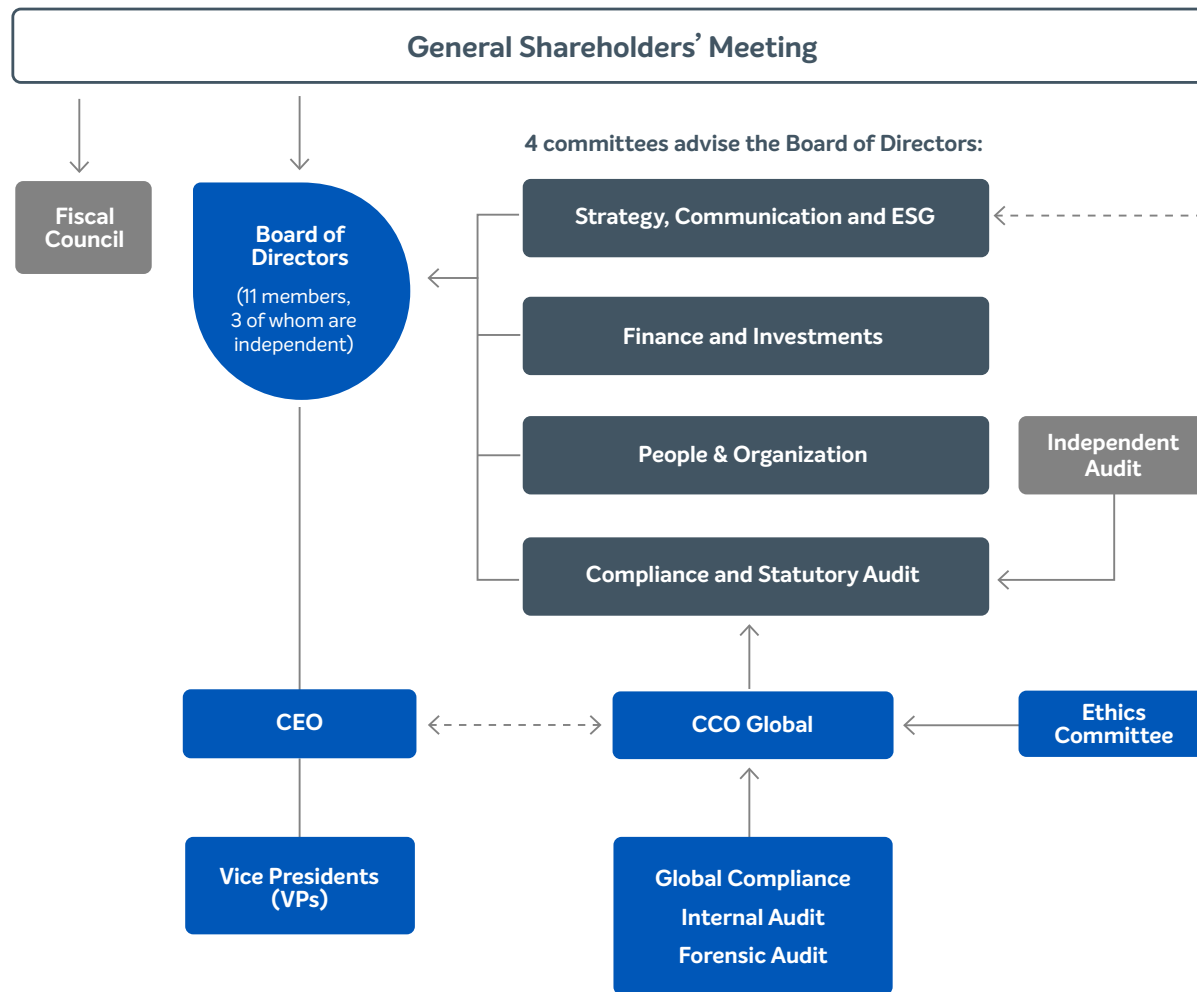 General Shareholders’ Meeting
4 committees advise the Board of Directors:
Fiscal
Council
Board of
Directors
(11 members,
3 of whom are
independent)
Strategy, Communication and ESG
Finance and Investments
People & Organization
Independent
Audit
Compliance and Statutory Audit
CEO
CCO Global
Ethics
Committee
Vice Presidents
(VPs)
Global Compliance
Internal Audit
Forensic Audit